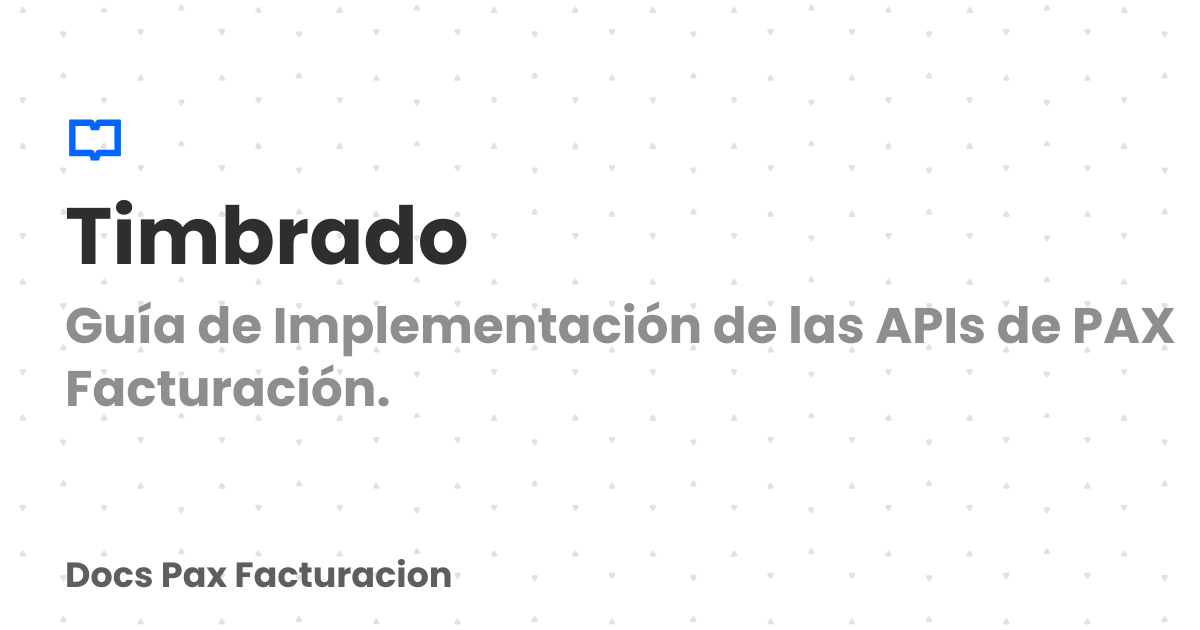 Timbrado
Guía de Implementación de las APIs de PAX
Facturación.
Docs Pax Facturacion